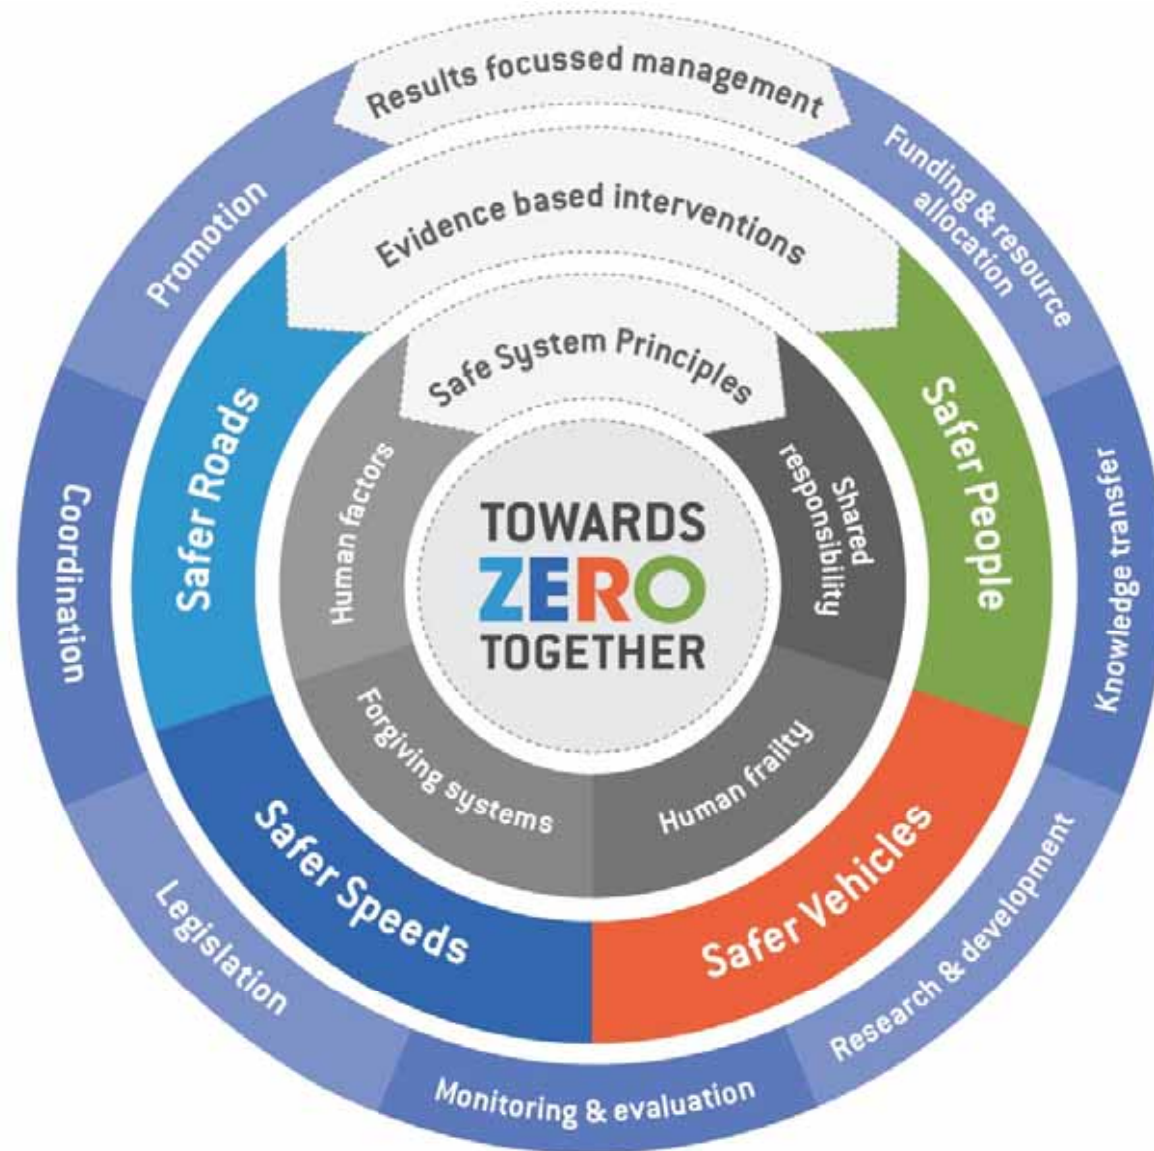 Results focussed management
Funding & resource
allocation
Knowledge transfer
Research & development
Monitoring & evaluation
Legislation
Coordination
Promotion
Evidence based interventions
Safer People
Safer Vehicles
Safer Speeds
Safer Roads
Safe System Principles
Shared
responsibility
Human frailty
Forgiving systems
Human factors
TOWARDS
ZERO
TOGETHER